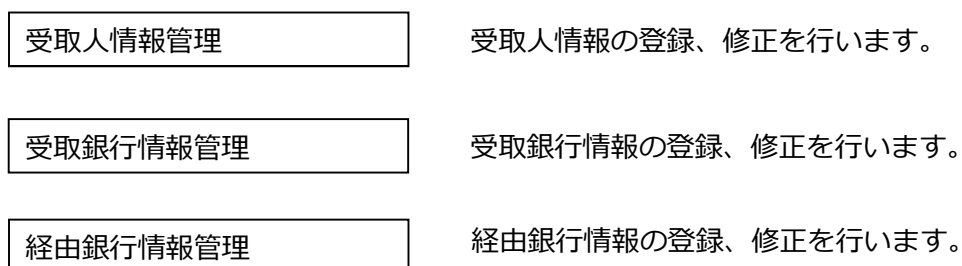 受取人情報管理
受取人情報の登録、修正を行います。
受取銀行情報管理
受取銀行情報の登録、修正を行います。
経由銀行情報管理
経由銀行情報の登録、修正を行います。